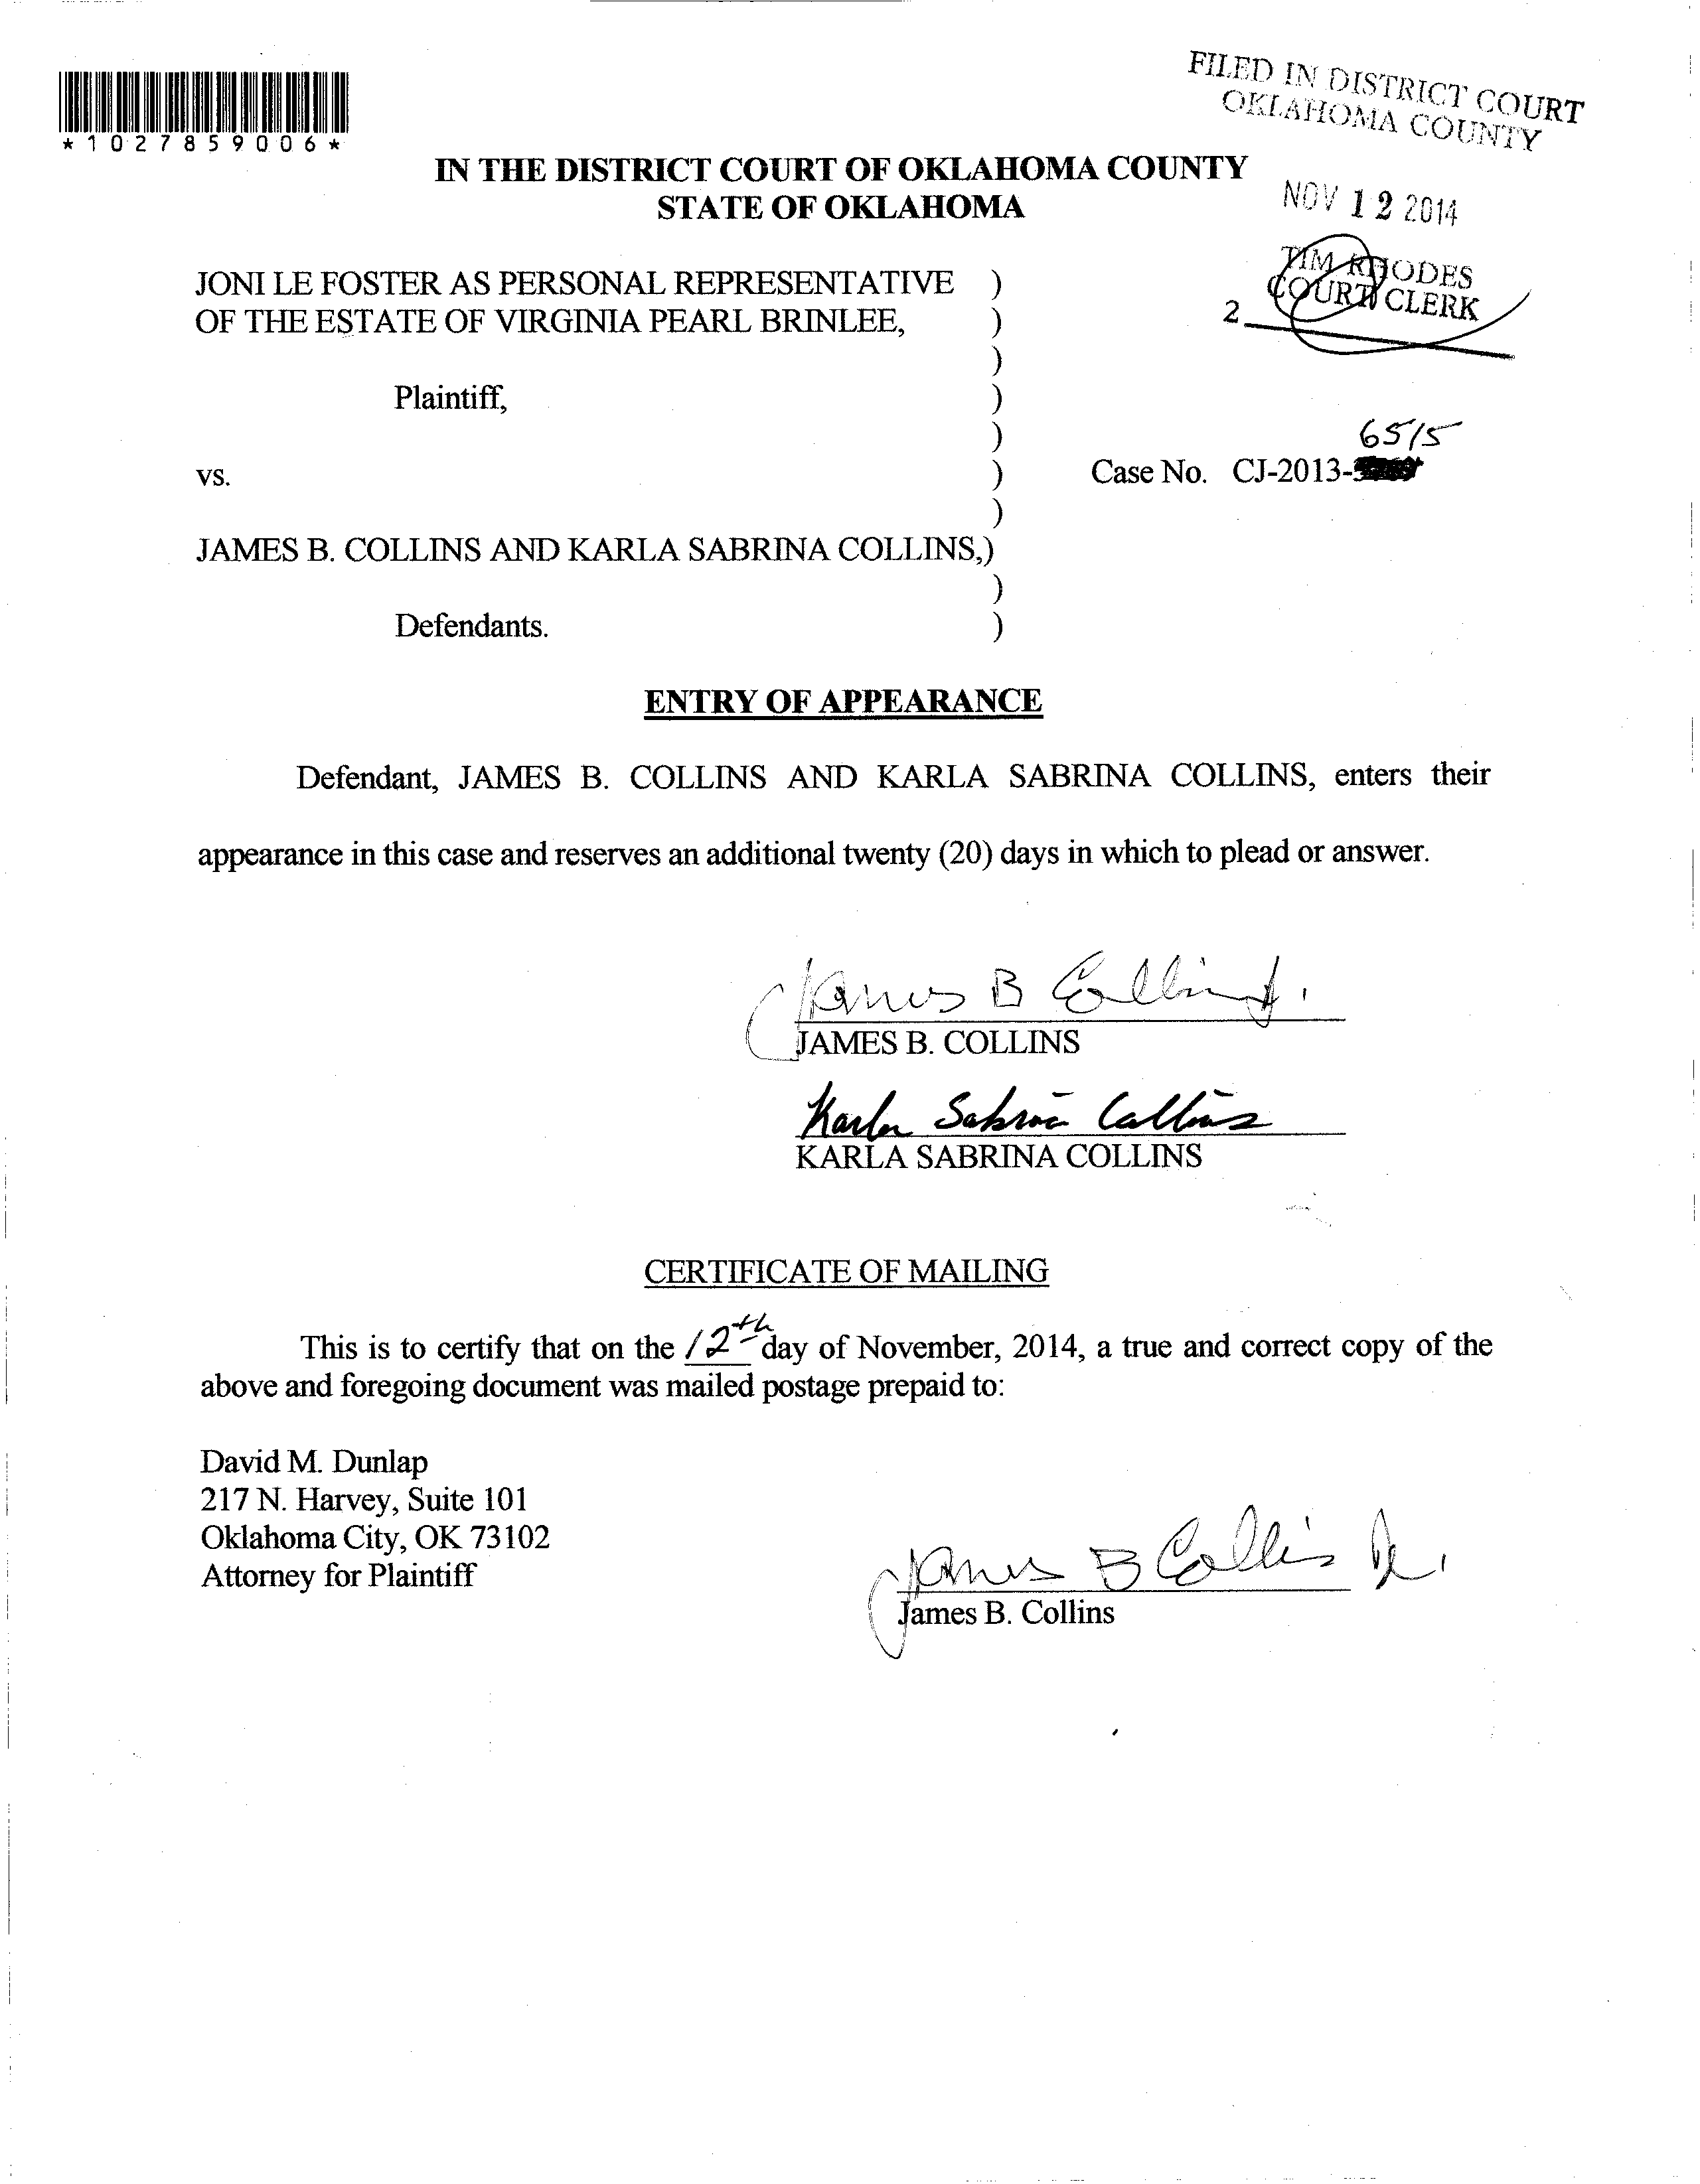 FILED IN DISTRICT COURT
OKLAHOMA COUNTY
*1027859006*
IN THE DISTRICT COURT OF OKLAHOMA COUNTY
STATE OF OKLAHOMA
NOV 12 2014
TIM RHODES
COURT CLERK
2
JONI LE FOSTER AS PERSONAL REPRESENTATIVE )
OF THE ESTATE OF VIRGINIA PEARL BRINLEE, )
)
Plaintiff, )
)
6515
vs. ) Case No. CJ-2013-
)
JAMES B. COLLINS AND KARLA SABRINA COLLINS,)
)
Defendants. )
ENTRY OF APPEARANCE
Defendant, JAMES B. COLLINS AND KARLA SABRINA COLLINS, enters their
appearance in this case and reserves an additional twenty (20) days in which to plead or answer.
James B Collins
JAMES B. COLLINS
Karla Sabrina Collins
KARLA SABRINA COLLINS
CERTIFICATE OF MAILING
This is to certify that on the 12th day of November, 2014, a true and correct copy of the
above and foregoing document was mailed postage prepaid to:
David M. Dunlap
217 N. Harvey, Suite 101
Oklahoma City, OK 73102
Attorney for Plaintiff
James B Collins Jr.
James B. Collins